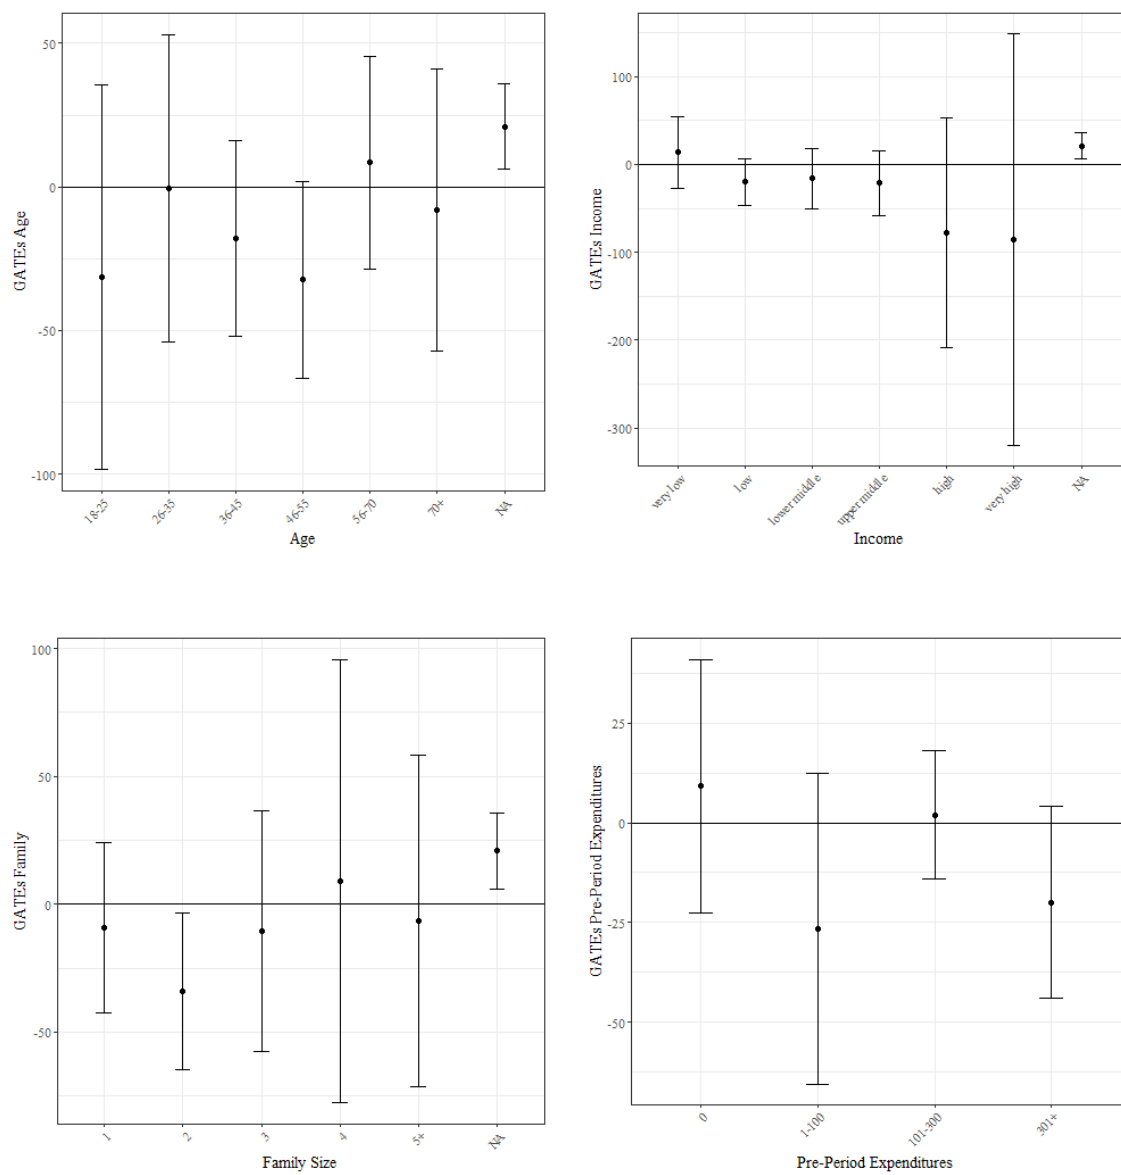 GATEs Age
50
0
-50
-100
18-25
26-35
36-45
46-55
56-70
70+
NA
Age
GATEs Income
100
0
-100
-200
-300
very low
low
lower middle
upper middle
high
very high
NA
Income
GATEs Family
100
50
0
-50
1
2
3
4
5+
NA
Family Size
GATEs Pre-Period Expenditures
25
0
-25
-50
0
1-100
101-300
301+
Pre-Period Expenditures